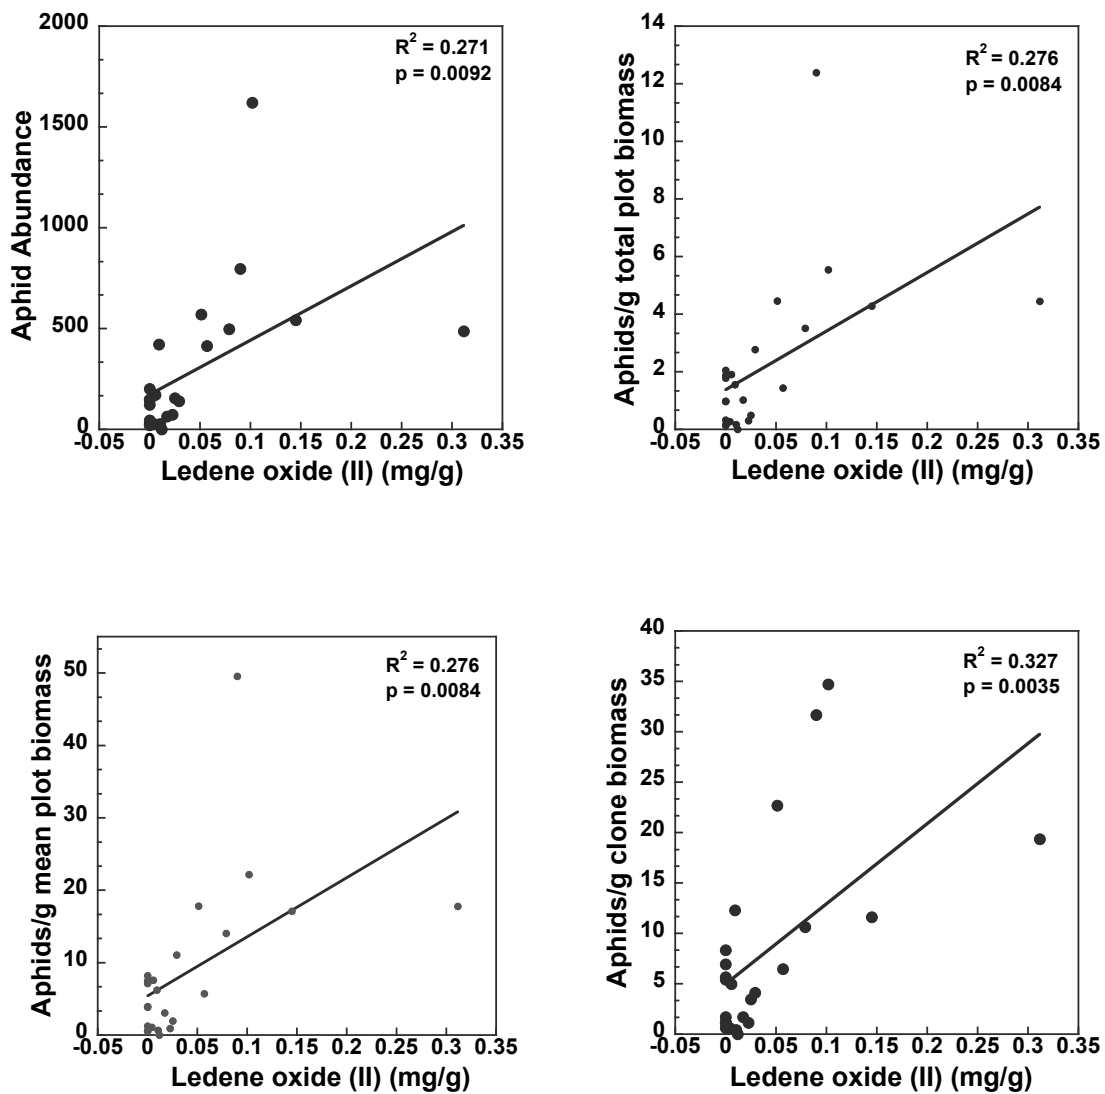 2000
1500
1000
500
0
Aphid Abundance
R² = 0.271
p = 0.0092
-0.05 0 0.05 0.1 0.15 0.2 0.25 0.3 0.35
Ledene oxide (II) (mg/g)
14
12
10
8
6
4
2
0
Aphids/g total plot biomass
R² = 0.276
p = 0.0084
-0.05 0 0.05 0.1 0.15 0.2 0.25 0.3 0.35
Ledene oxide (II) (mg/g)
50
40
30
20
10
0
Aphids/g mean plot biomass
R² = 0.276
p = 0.0084
-0.05 0 0.05 0.1 0.15 0.2 0.25 0.3 0.35
Ledene oxide (II) (mg/g)
40
35
30
25
20
15
10
5
0
Aphids/g clone biomass
R² = 0.327
p = 0.0035
-0.05 0 0.05 0.1 0.15 0.2 0.25 0.3 0.35
Ledene oxide (II) (mg/g)